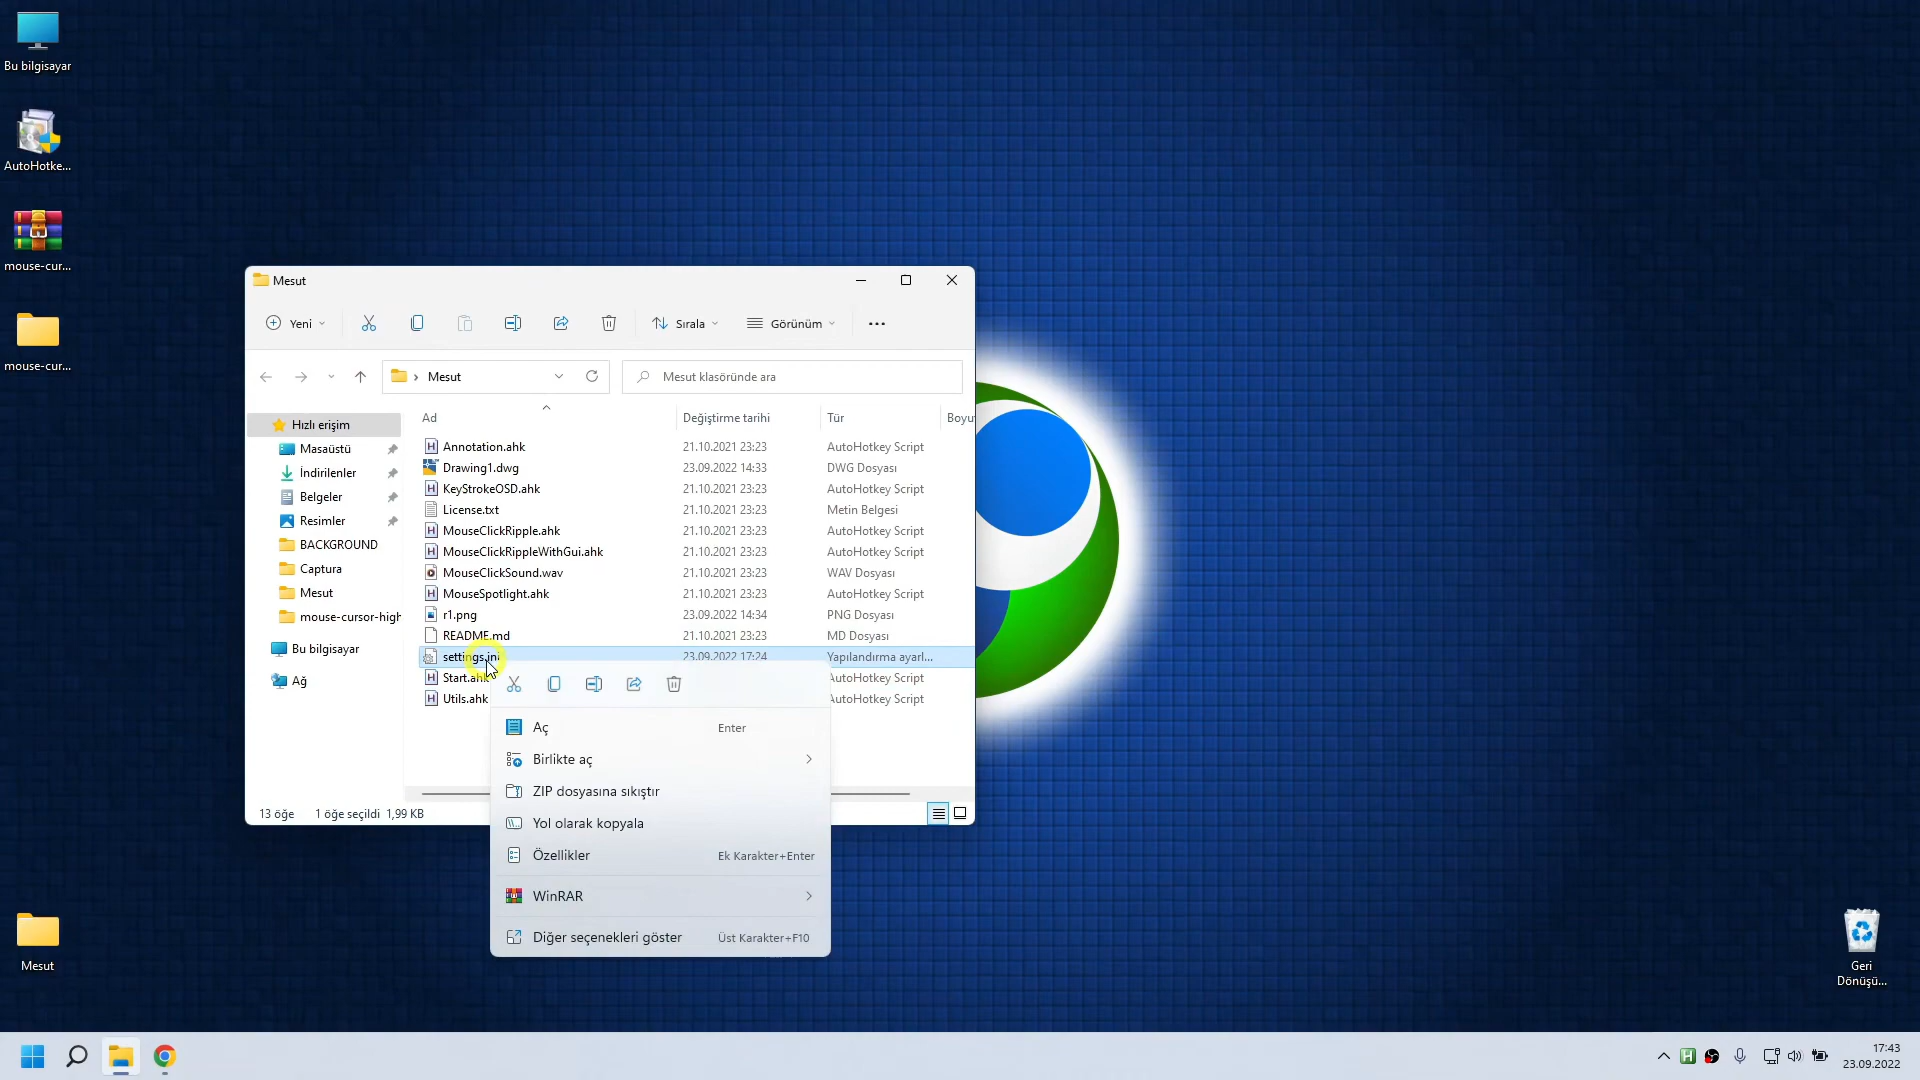 Bu bilgisayar
AutoHotke...
mouse-cur...
mouse-cur...
Mesut
Yeni
Sırala
Görünüm
Mesut
Mesut klasöründe ara
Ad
Değiştirme tarihi
Tür
Hızlı erişim
Masaüstü
İndirilenler
Belgeler
Resimler
BACKGROUND
Captura
Mesut
mouse-cursor-high
Bu bilgisayar
Ağ
Annotation.ahk 21.10.2021 23:23 AutoHotkey Script
Drawing1.dwg 23.09.2022 14:33 DWG Dosyası
KeyStrokeOSD.ahk 21.10.2021 23:23 AutoHotkey Script
License.txt 21.10.2021 23:23 Metin Belgesi
MouseClickRipple.ahk 21.10.2021 23:23 AutoHotkey Script
MouseClickRippleWithGui.ahk 21.10.2021 23:23 AutoHotkey Script
MouseClickSound.wav 21.10.2021 23:23 WAV Dosyası
MouseSpotlight.ahk 21.10.2021 23:23 AutoHotkey Script
r1.png 23.09.2022 14:34 PNG Dosyası
README.md 21.10.2021 23:23 MD Dosyası
settings.ini 23.09.2022 17:24 Yapılandırma ayarl...
Start.ahk AutoHotkey Script
Utils.ahk AutoHotkey Script
Aç Enter
Birlikte aç
ZIP dosyasına sıkıştır
Yol olarak kopyala
Özellikler Ek Karakter+Enter
WinRAR
Diğer seçenekleri göster Üst Karakter+F10
13 öğe 1 öğe seçildi 1,99 KB
Mesut
Geri
Dönüşü...
17:43
23.09.2022